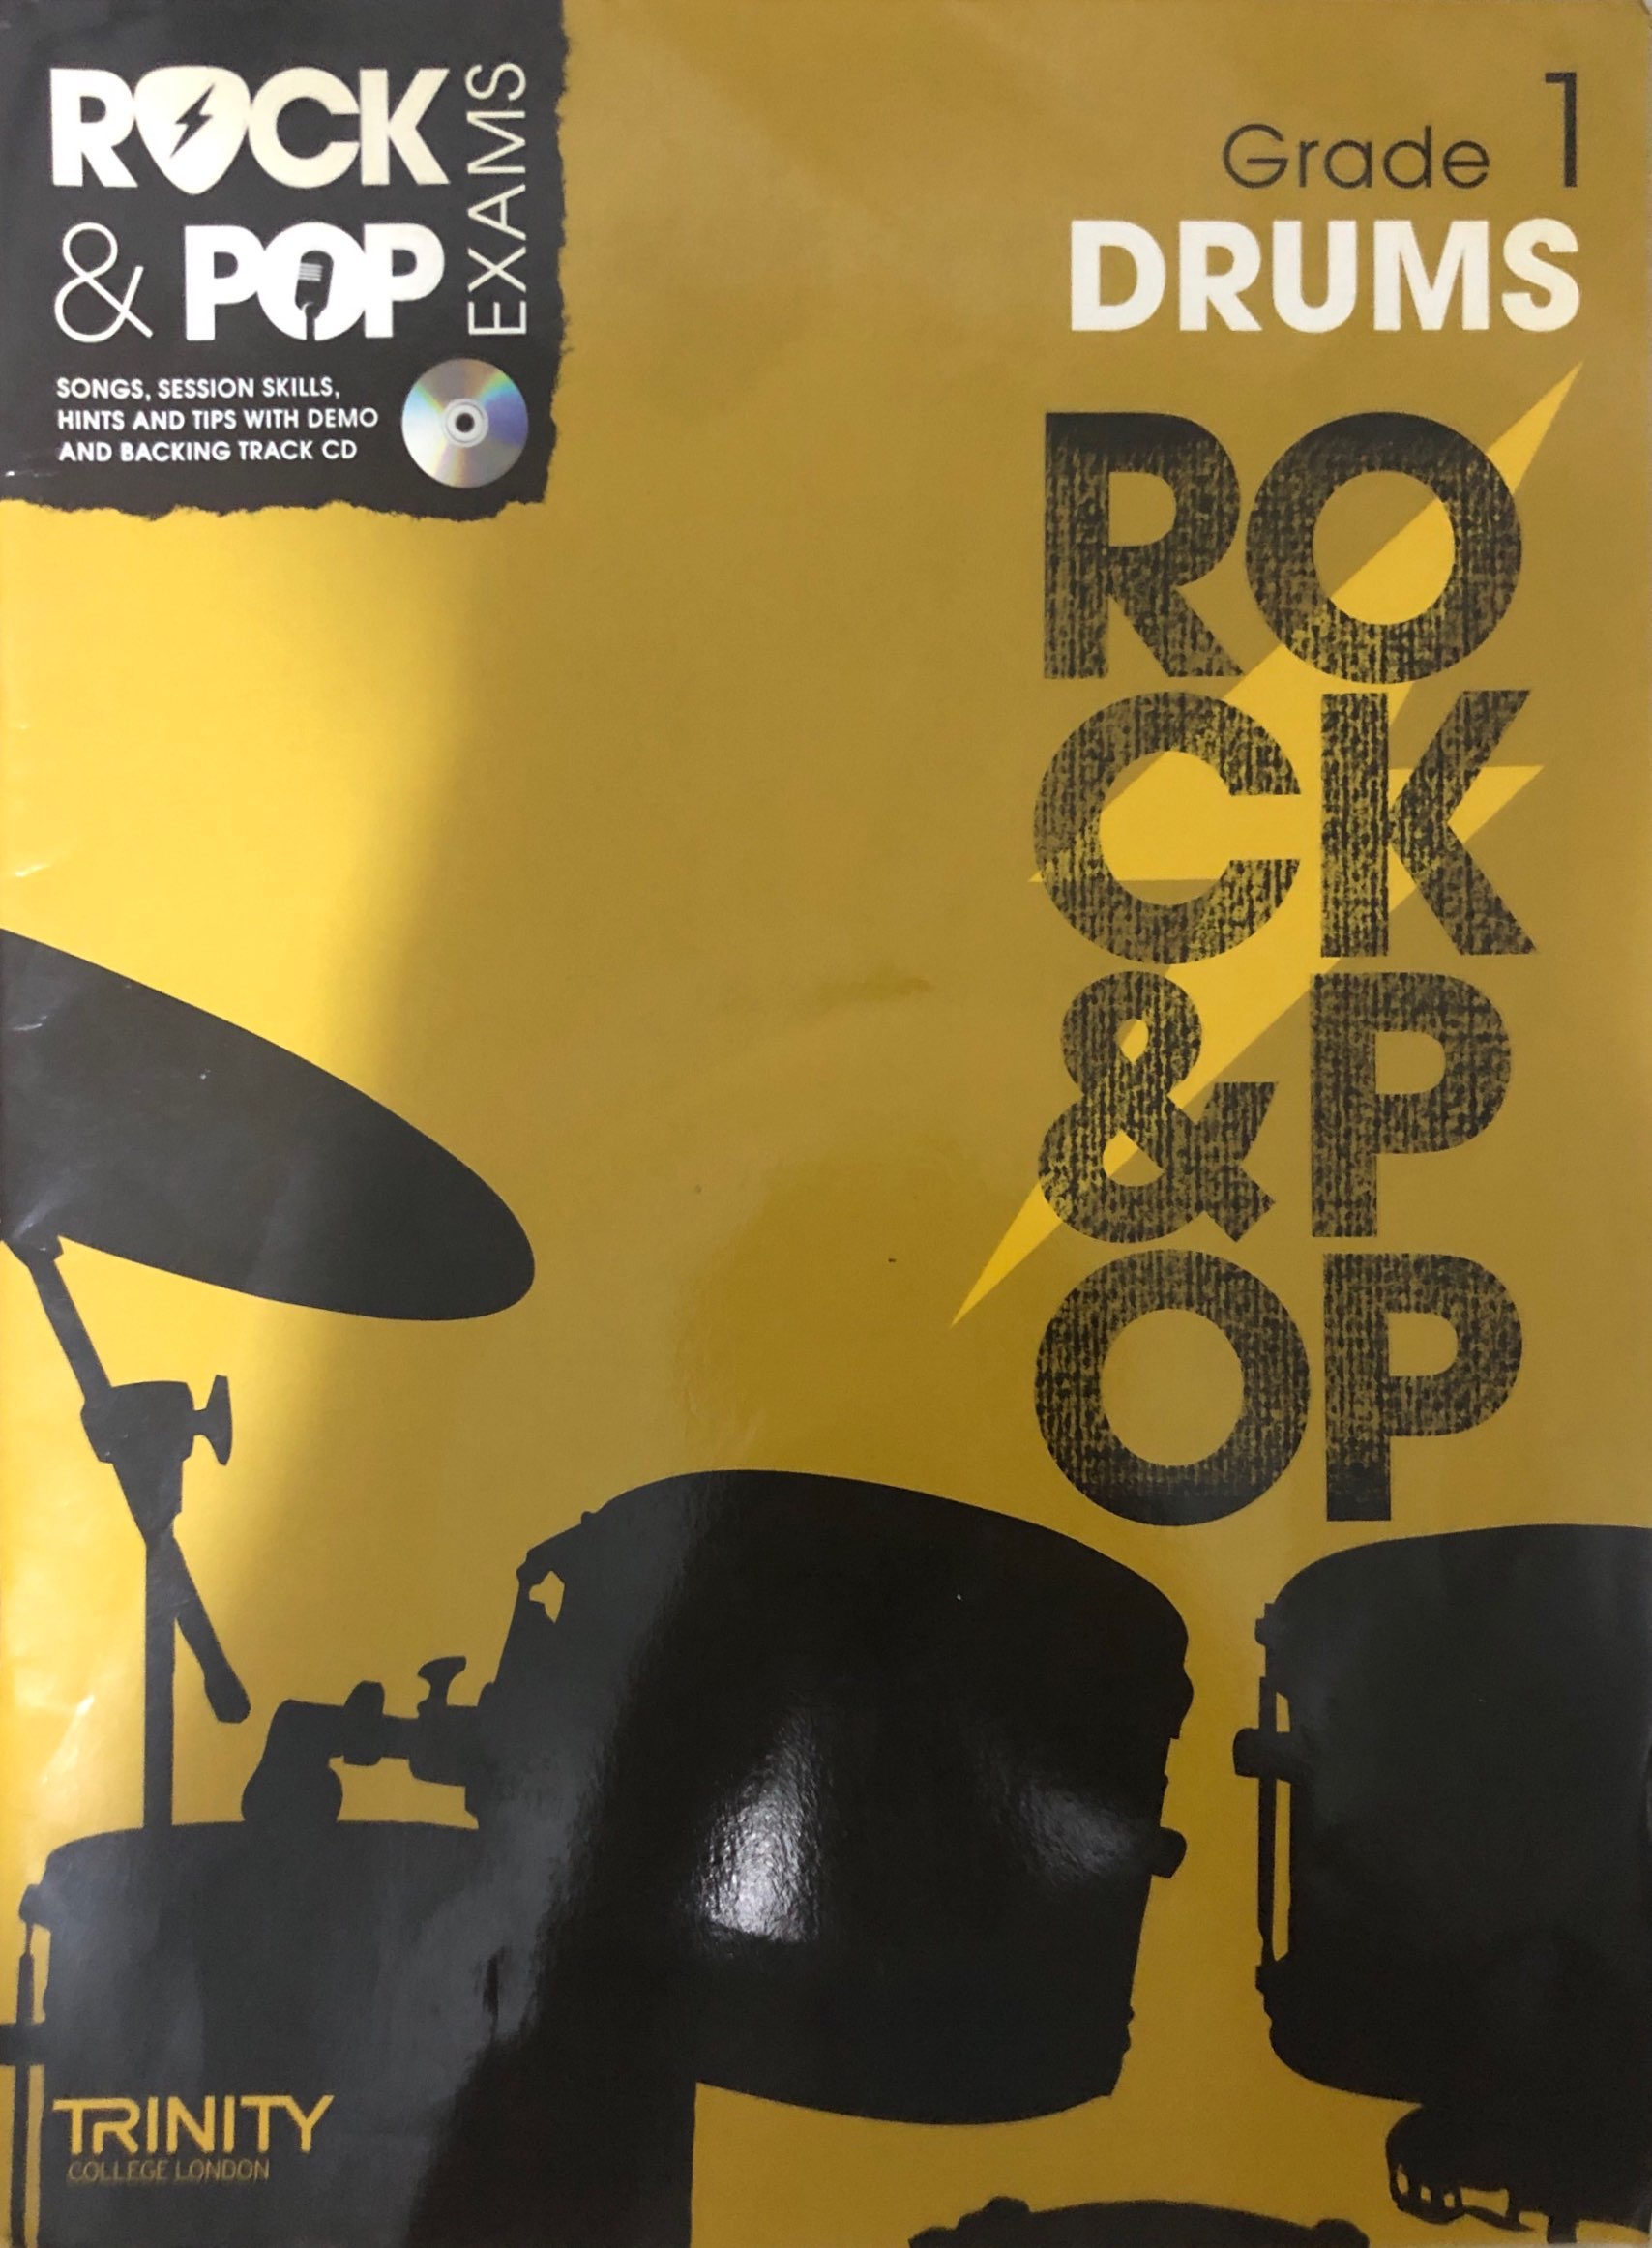 ROCK
& POP
EXAMS
SONGS, SESSION SKILLS,
HINTS AND TIPS WITH DEMO
AND BACKING TRACK CD
Grade 1
DRUMS
RO
CK
&P
OP
TRINITY
COLLEGE LONDON